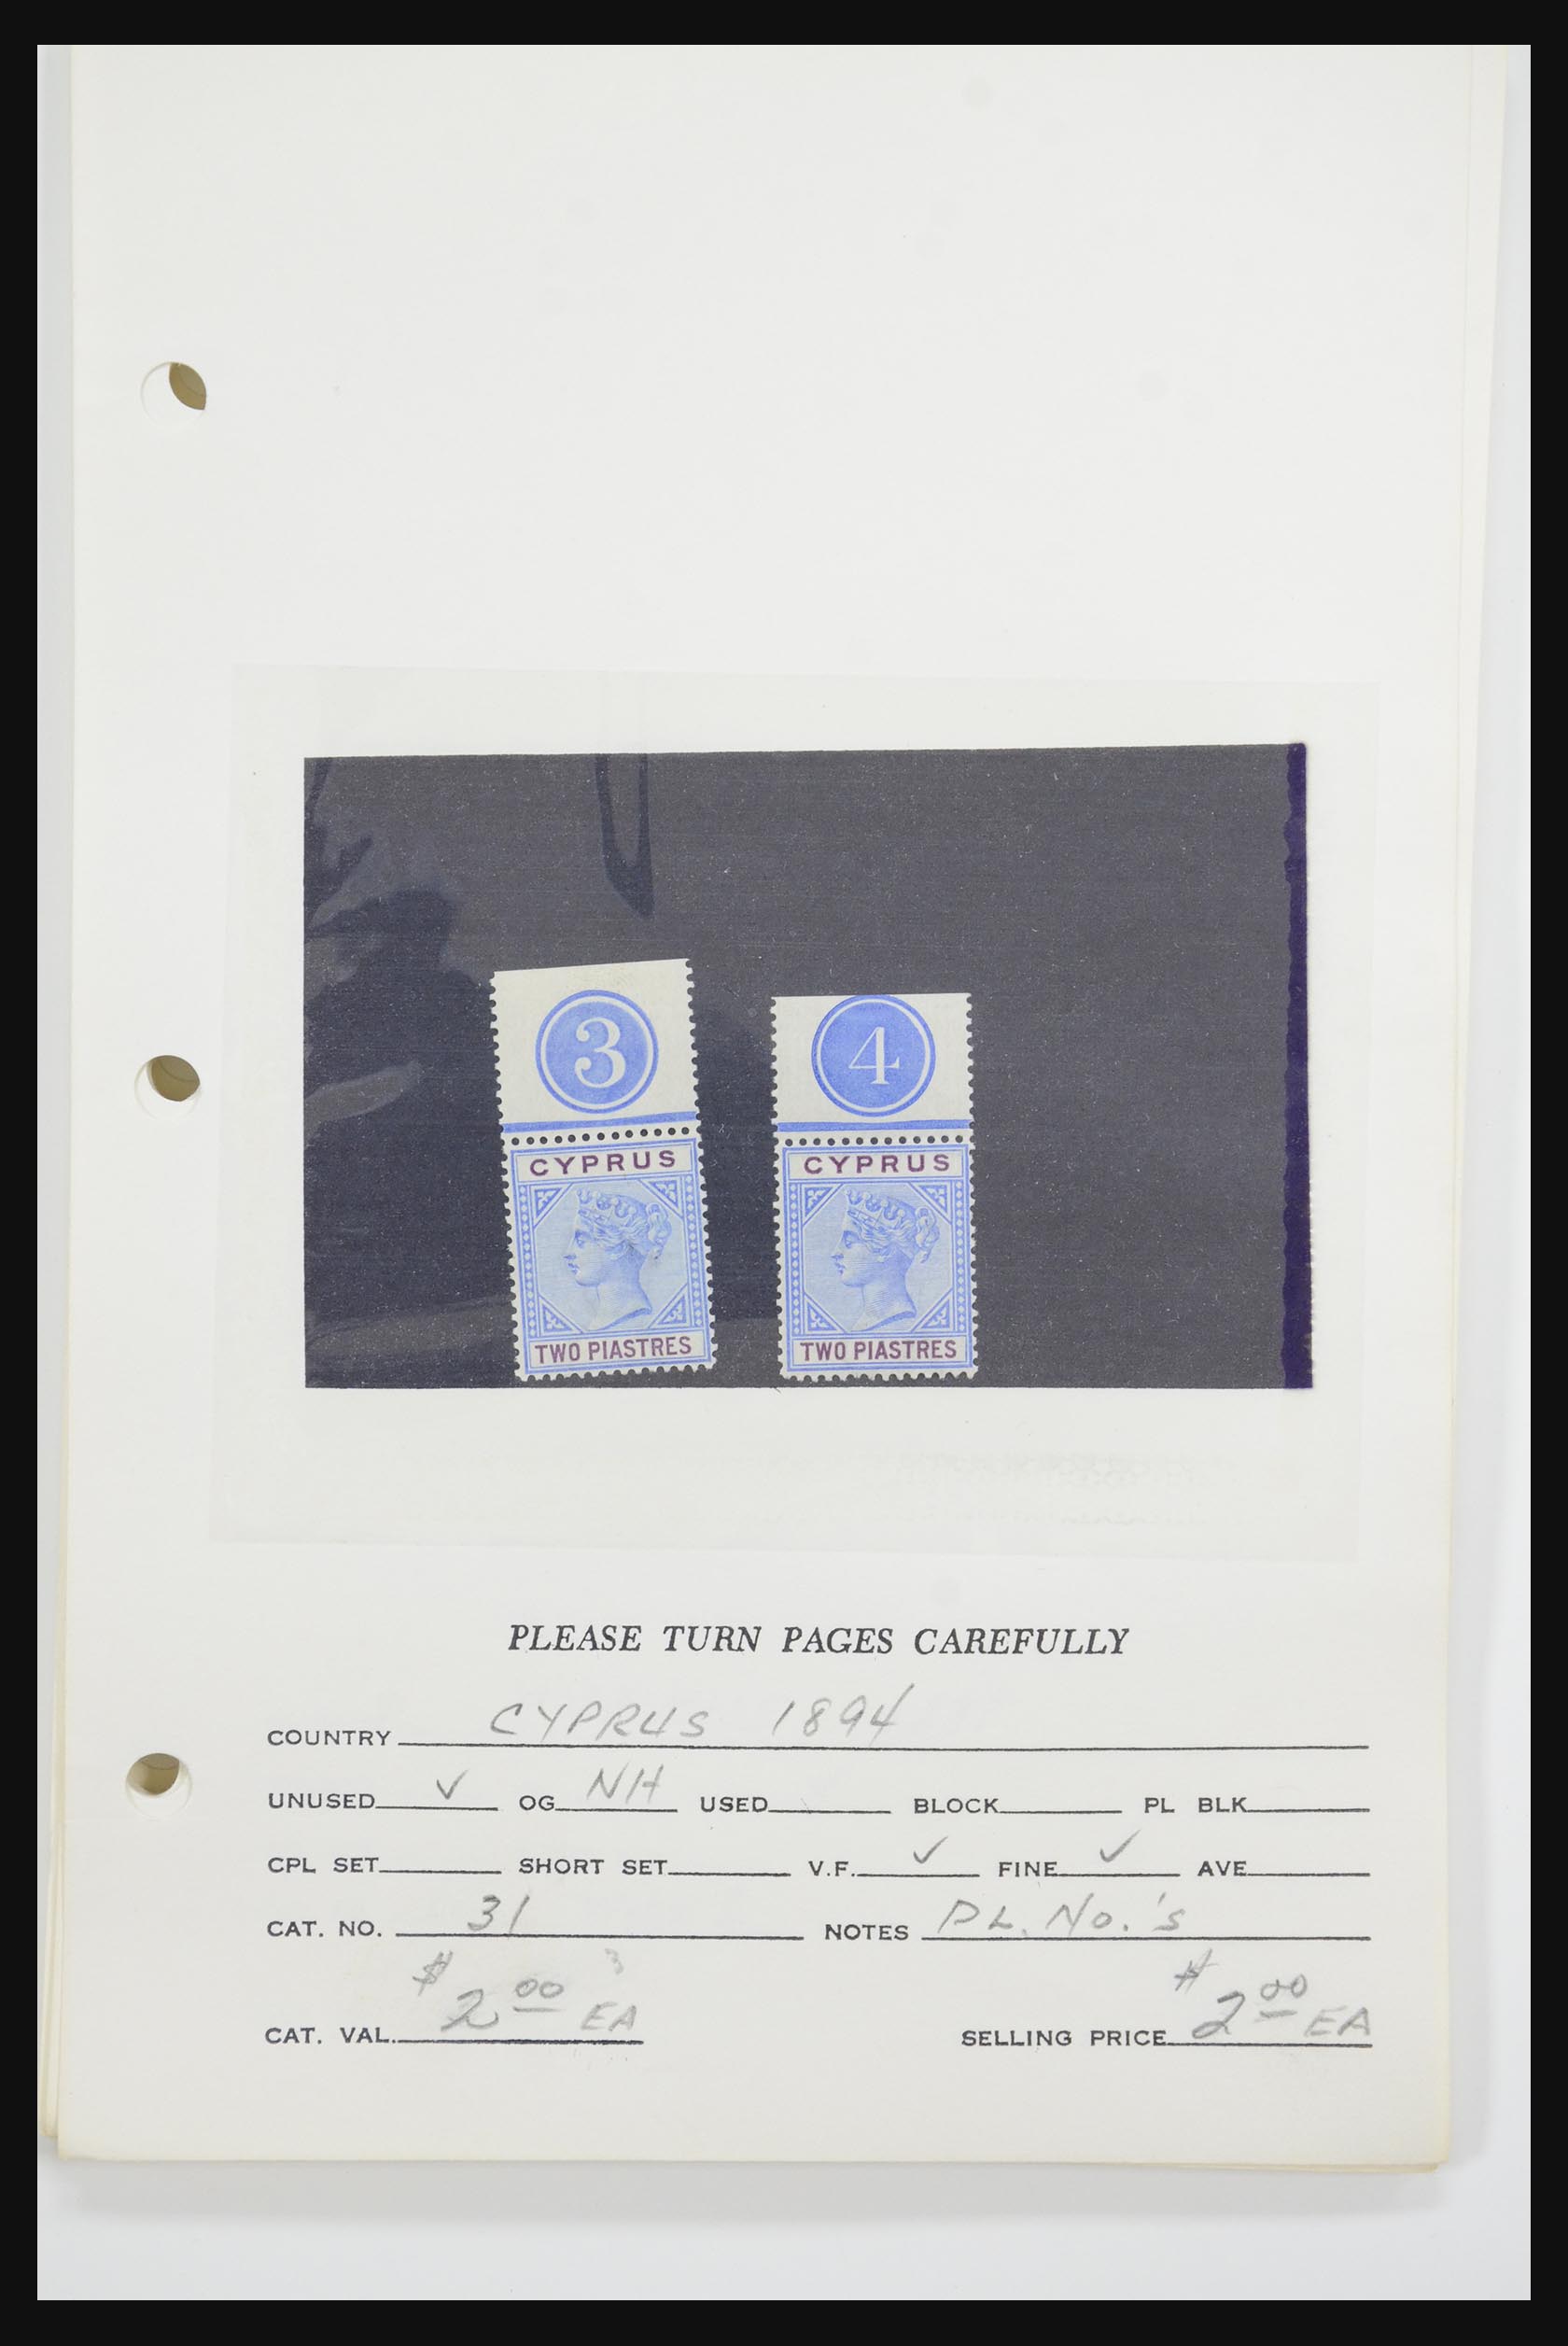 3
4
CYPRUS
CYPRUS
TWO PIASTRES
TWO PIASTRES
PLEASE TURN PAGES CAREFULLY
COUNTRY CYPRUS 1894
UNUSED ✓ OG NH USED BLOCK PL BLK
CPL SET SHORT SET V.F. ✓ FINE ✓ AVE
CAT. NO. 31 NOTES PL. No.'s
CAT. VAL. $2.00 EA SELLING PRICE $2.00 EA